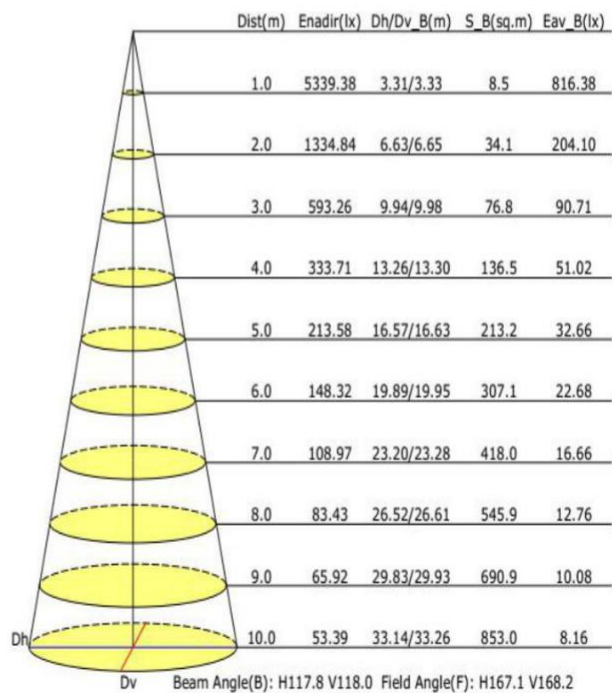 Dist(m) Enadir(lx) Dh/Dv_B(m) S_B(sq.m) Eav_B(lx)
1.0 5339.38 3.31/3.33 8.5 816.38
2.0 1334.84 6.63/6.65 34.1 204.10
3.0 593.26 9.94/9.98 76.8 90.71
4.0 333.71 13.26/13.30 136.5 51.02
5.0 213.58 16.57/16.63 213.2 32.66
6.0 148.32 19.89/19.95 307.1 22.68
7.0 108.97 23.20/23.28 418.0 16.66
8.0 83.43 26.52/26.61 545.9 12.76
9.0 65.92 29.83/29.93 690.9 10.08
Dh 10.0 53.39 33.14/33.26 853.0 8.16
Dv Beam Angle(B): H117.8 V118.0 Field Angle(F): H167.1 V168.2